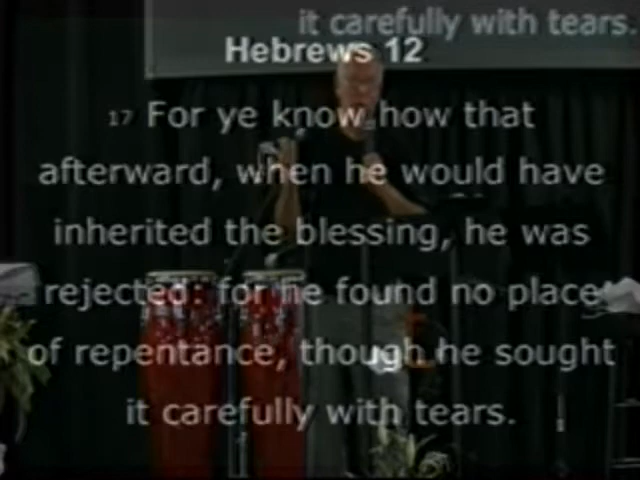 it carefully with tears.
Hebrews 12
17 For ye know how that
afterward, when he would have
inherited the blessing, he was
rejected: for he found no place
of repentance, though he sought
it carefully with tears.